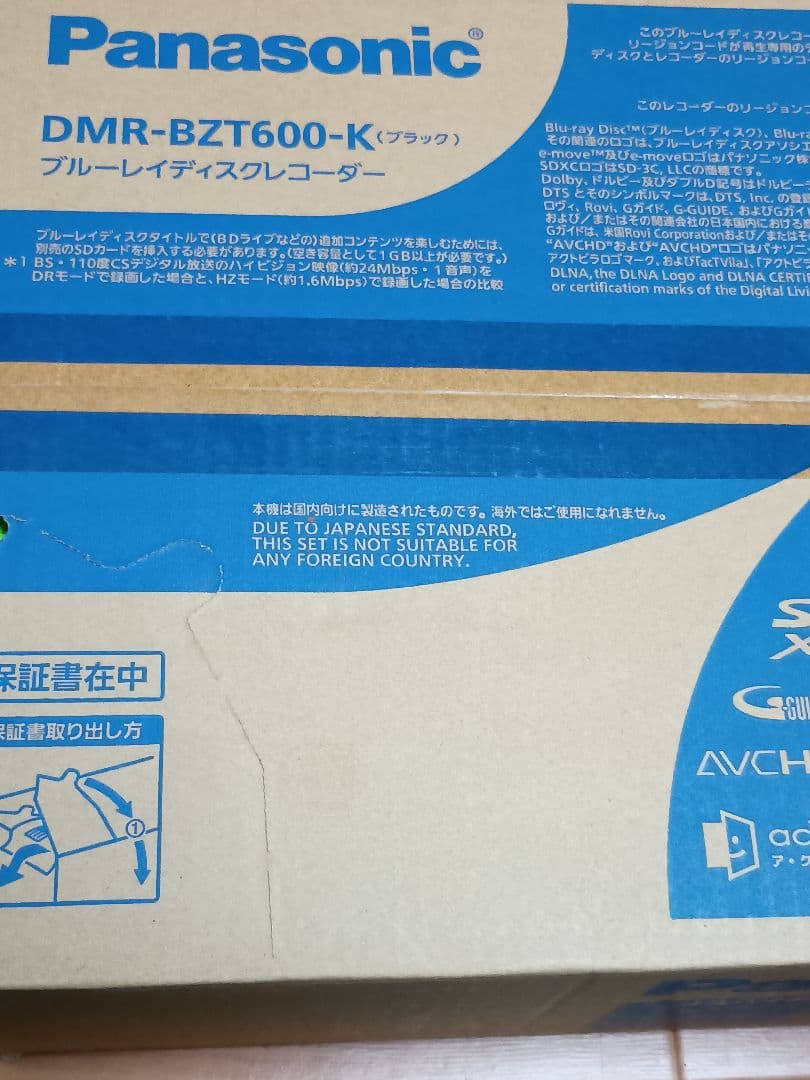 Panasonic®
DMR-BZT600-K(ブラック)
ブルーレイディスクレコーダー
ブルーレイディスクタイトルで(BDライブなどの)追加コンテンツを楽しむためには、
別売のSDカードを挿入する必要があります。(空き容量として1GB以上が必要です。)
*1 BS・110度CSデジタル放送のハイビジョン映像(約24Mbps・1音声)を
DRモードで録画した場合と、HZモード(約1.6Mbps)で録画した場合の比較
このブルーレイディスクレコー
リージョンコードが再生専用の
ディスクとレコーダーのリージョンコー
このレコーダーのリージョン
Blu-ray Disc™(ブルーレイディスク)、Blu-r
その関連のロゴは、ブルーレイディスクアソシエ
e-move™及びe-moveロゴはパナソニック株
SDXCロゴはSD-3C, LLCの商標です。
Dolby、ドルビー及びダブルD記号はドルビー
DTS とそのシンボルマークは、DTS, Inc. の登
ロヴィ、Rovi、Gガイド、G-GUIDE、およびGガイ
および/またはその関連会社の日本国内における
Gガイドは、米国Rovi Corporationおよび/またはそ
"AVCHD"および"AVCHD"ロゴはパナソン
アクトビラロゴマーク、および「acTVila」、「アクトビ
DLNA, the DLNA Logo and DLNA CERTI
or certification marks of the Digital Livi
本機は国内向けに製造されたものです。海外ではご使用になれません。
DUE TO JAPANESE STANDARD,
THIS SET IS NOT SUITABLE FOR
ANY FOREIGN COUNTRY.
保証書在中
保証書取り出し方
①
S
X
G-GUI
AVCH
ac
ア・ク